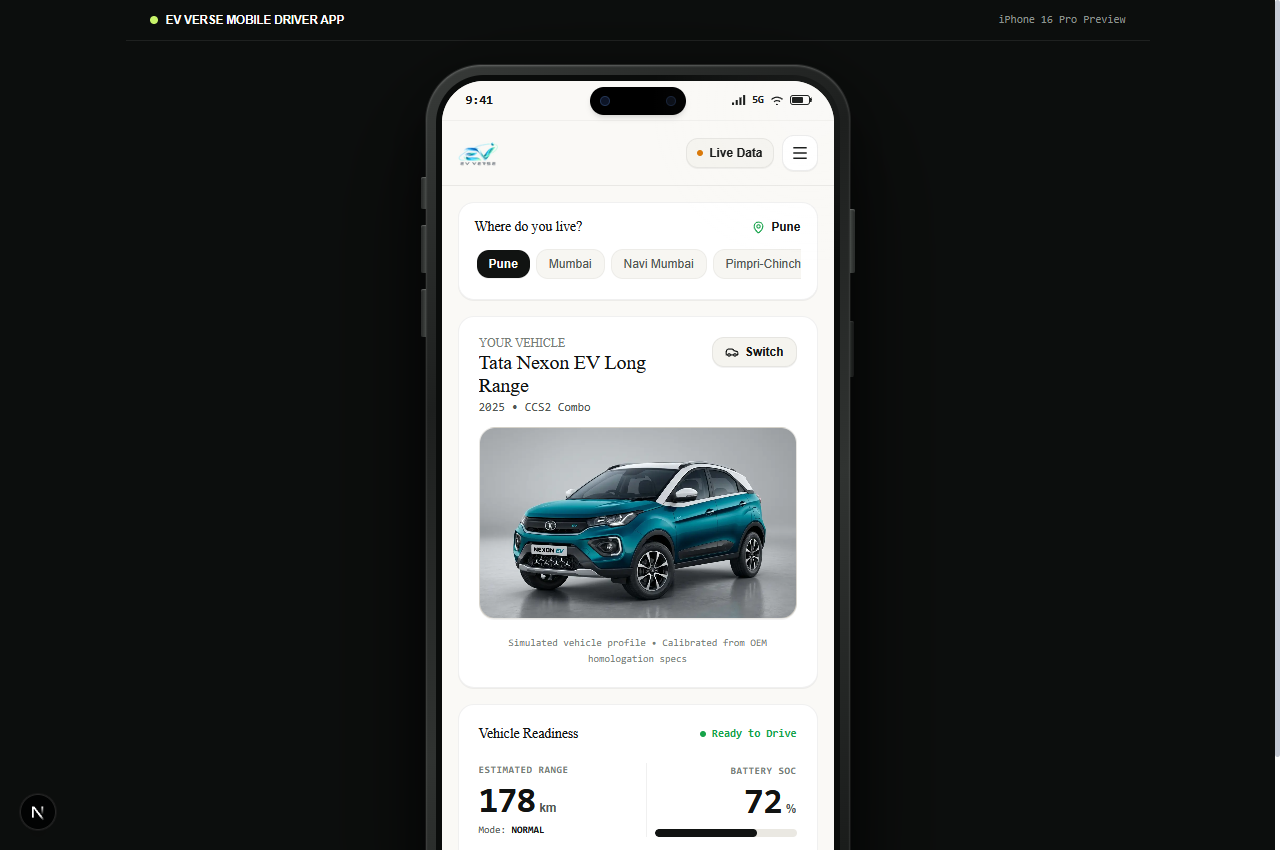 EV VERSE MOBILE DRIVER APP
iPhone 16 Pro Preview
9:41
5G
EV
EV VERSE
Live Data
Where do you live?
Pune
Pune
Mumbai
Navi Mumbai
Pimpri-Chinch
YOUR VEHICLE
Tata Nexon EV Long
Range
Switch
2025 • CCS2 Combo
NEXON EV
Simulated vehicle profile • Calibrated from OEM
homologation specs
Vehicle Readiness
Ready to Drive
ESTIMATED RANGE
BATTERY SOC
178 km
72 %
Mode: NORMAL
N